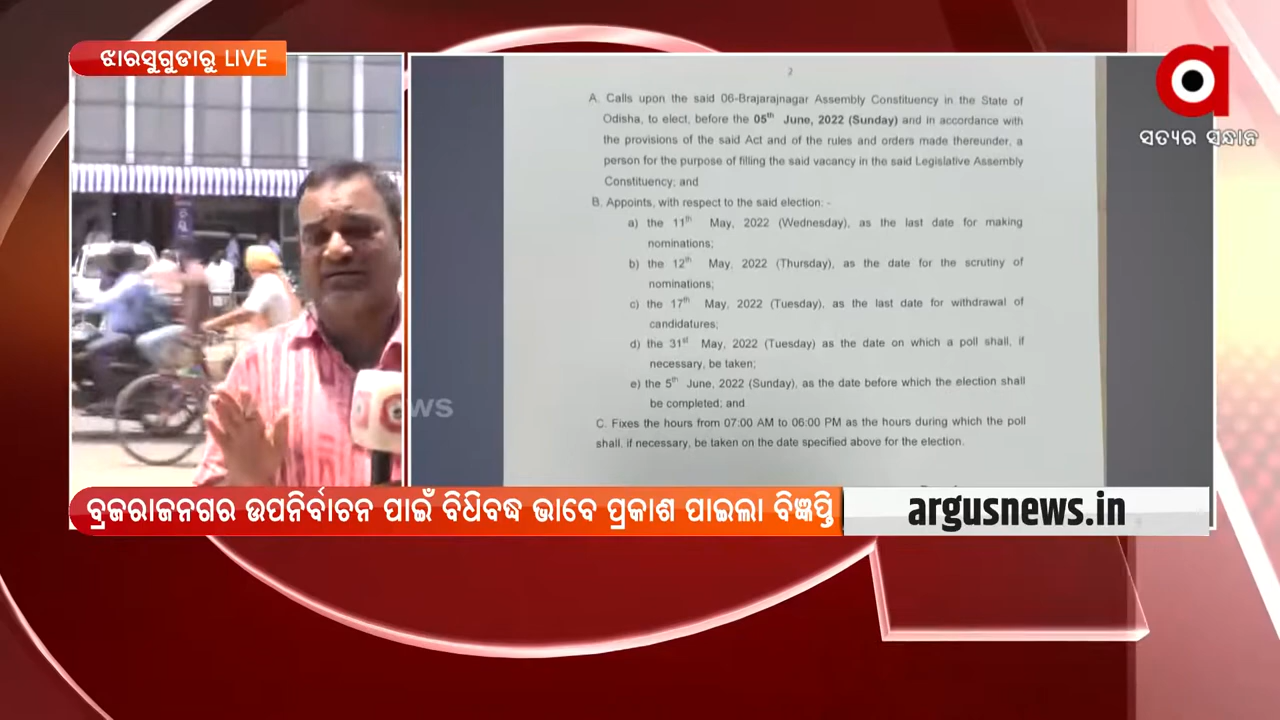 ଝାରସୁଗୁଡାରୁ LIVE
ସତ୍ୟର ସନ୍ଧାନ
2
A. Calls upon the said 06-Brajarajnagar Assembly Constituency in the State of
Odisha, to elect, before the 05th June, 2022 (Sunday) and in accordance with
the provisions of the said Act and of the rules and orders made thereunder, a
person for the purpose of filling the said vacancy in the said Legislative Assembly
Constituency; and
B. Appoints, with respect to the said election: -
a) the 11th May, 2022 (Wednesday), as the last date for making
nominations;
b) the 12th May, 2022 (Thursday), as the date for the scrutiny of
nominations;
c) the 17th May, 2022 (Tuesday), as the last date for withdrawal of
candidatures;
d) the 31st May, 2022 (Tuesday) as the date on which a poll shall, if
necessary, be taken;
e) the 5th June, 2022 (Sunday), as the date before which the election shall
be completed; and
C. Fixes the hours from 07:00 AM to 06:00 PM as the hours during which the poll
shall, if necessary, be taken on the date specified above for the election.
ବ୍ରଜରାଜନଗର ଉପନିର୍ବାଚନ ପାଇଁ ବିଧିବଦ୍ଧ ଭାବେ ପ୍ରକାଶ ପାଇଲା ବିଜ୍ଞପ୍ତି
argusnews.in